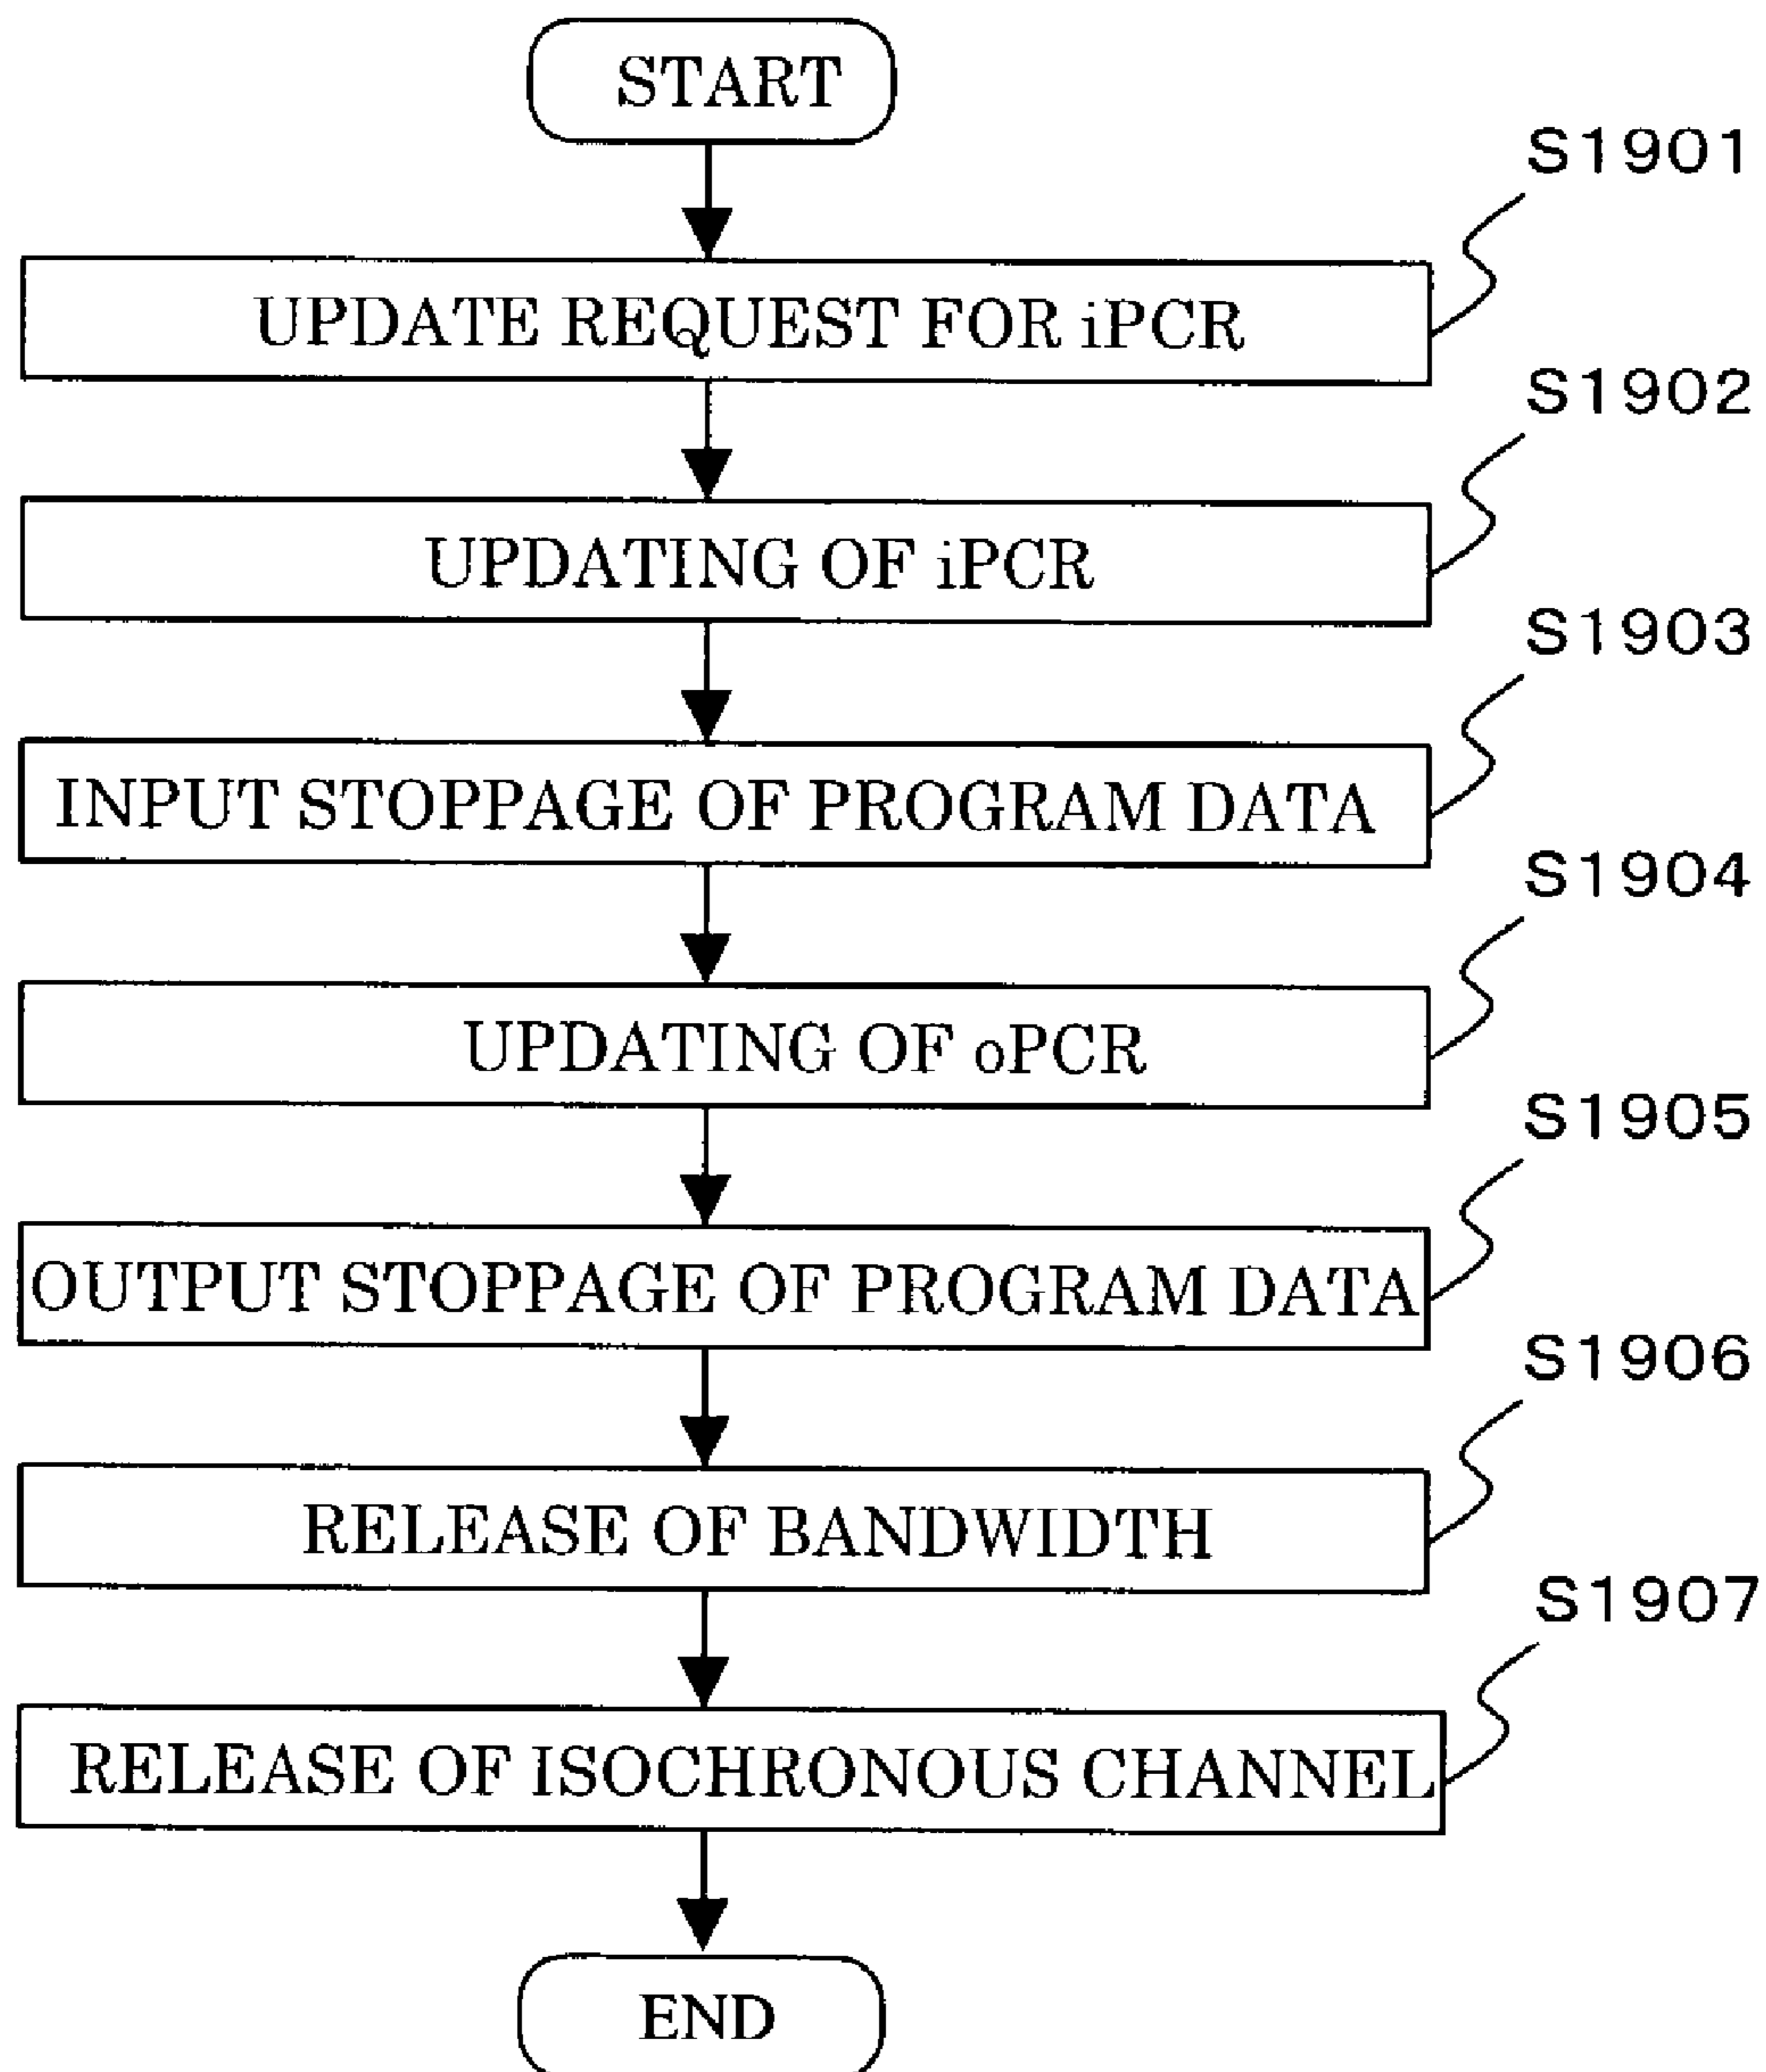 START
S1901
UPDATE REQUEST FOR iPCR
S1902
UPDATING OF iPCR
S1903
INPUT STOPPAGE OF PROGRAM DATA
S1904
UPDATING OF oPCR
S1905
OUTPUT STOPPAGE OF PROGRAM DATA
S1906
RELEASE OF BANDWIDTH
S1907
RELEASE OF ISOCHRONOUS CHANNEL
END